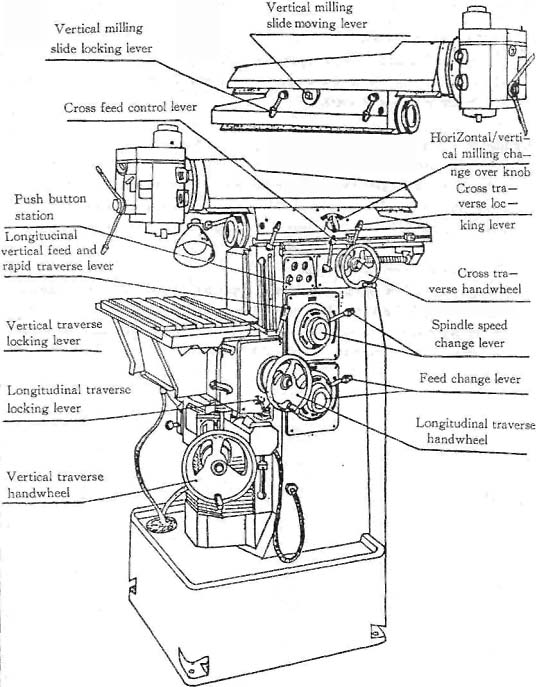 Vertical milling
slide moving lever
Vertical milling
slide locking lever
Cross feed control lever
HoriZontal/verti-
cal milling cha-
nge over knob
Cross tra-
verse loc-
king lever
Push button
station
Longitucinal
vertical feed and
rapid traverse lever
Cross tra-
verse handwheel
Vertical traverse
locking lever
Spindle speed
change lever
Feed change lever
Longitudinal traverse
locking lever
Longitudinal traverse
handwheel
Vertical traverse
handwheel